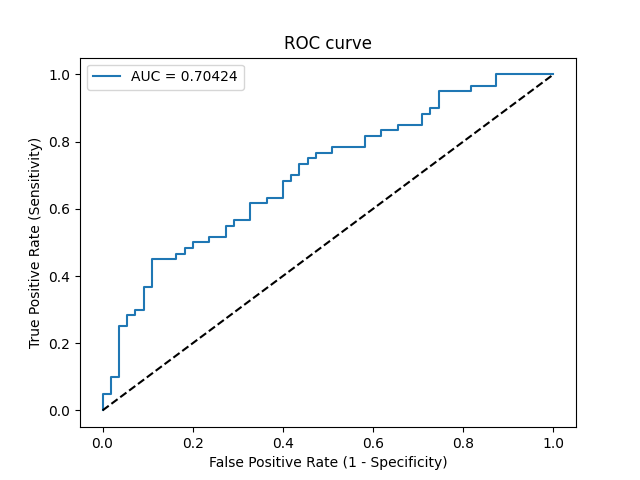 ROC curve
AUC = 0.70424
True Positive Rate (Sensitivity)
1.0
0.8
0.6
0.4
0.2
0.0
0.0 0.2 0.4 0.6 0.8 1.0
False Positive Rate (1 - Specificity)